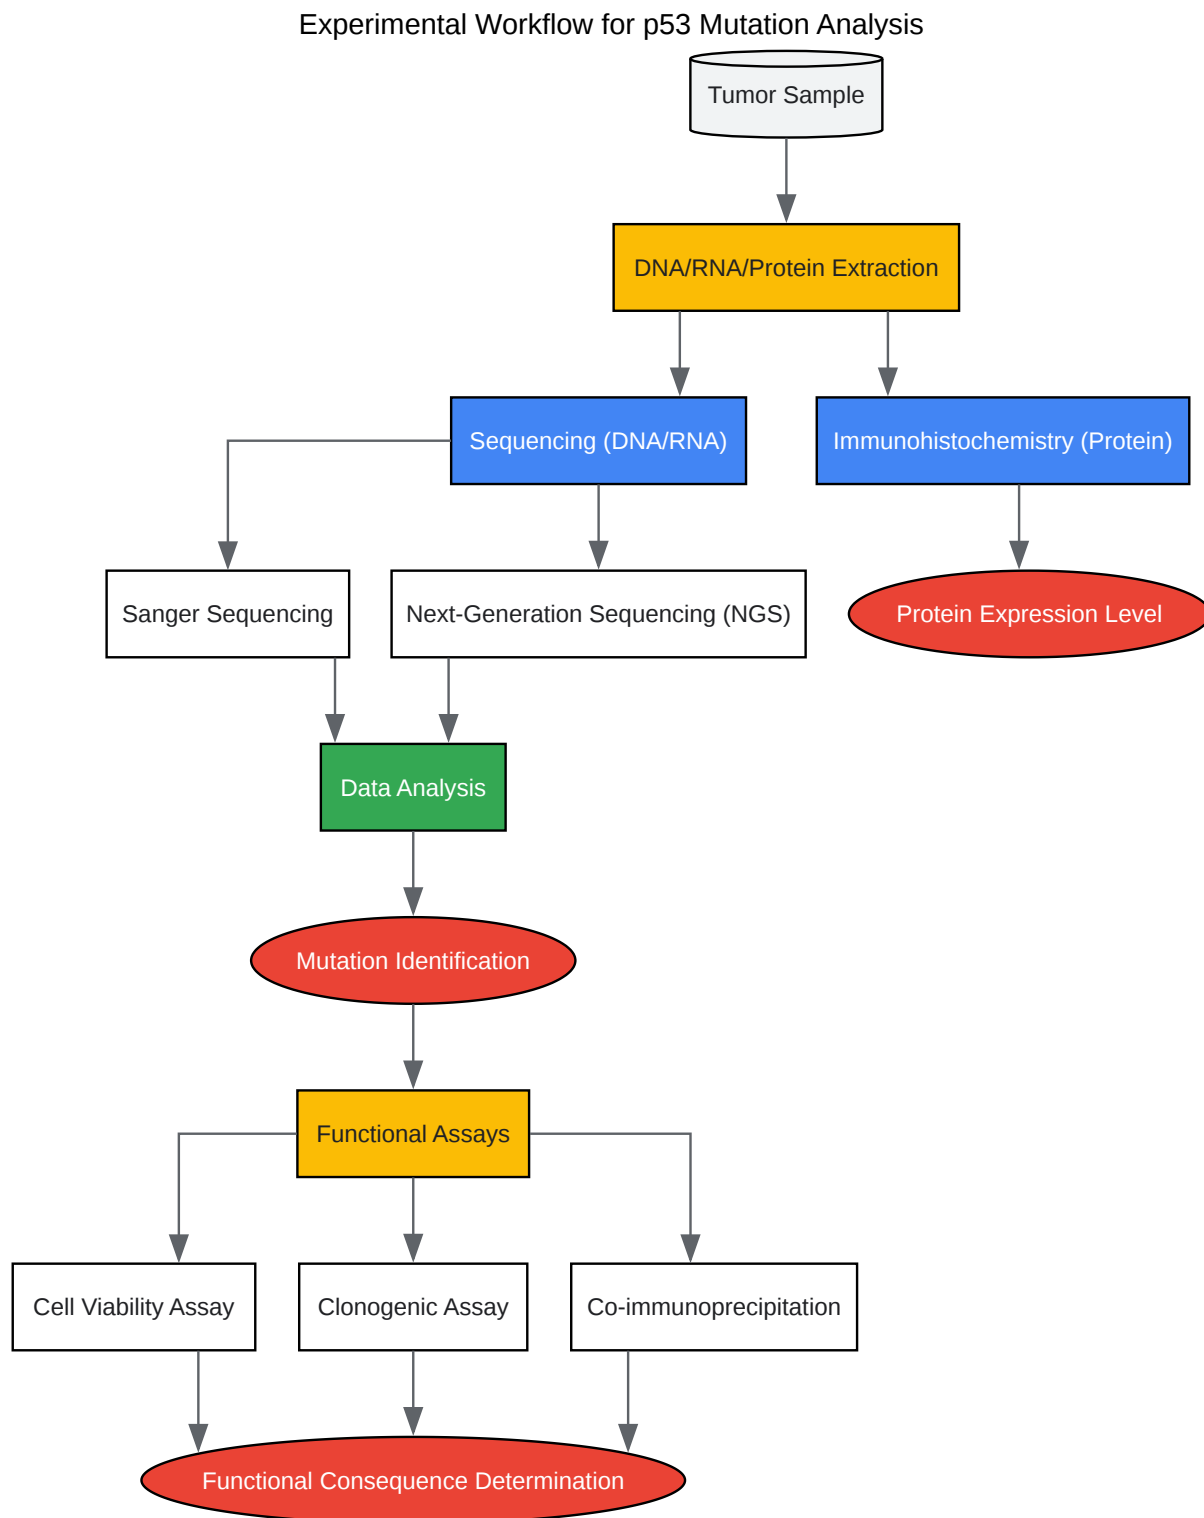 Experimental Workflow for p53 Mutation Analysis
Tumor Sample
DNA/RNA/Protein Extraction
Sequencing (DNA/RNA)
Immunohistochemistry (Protein)
Sanger Sequencing
Next-Generation Sequencing (NGS)
Protein Expression Level
Data Analysis
Mutation Identification
Functional Assays
Cell Viability Assay
Clonogenic Assay
Co-immunoprecipitation
Functional Consequence Determination